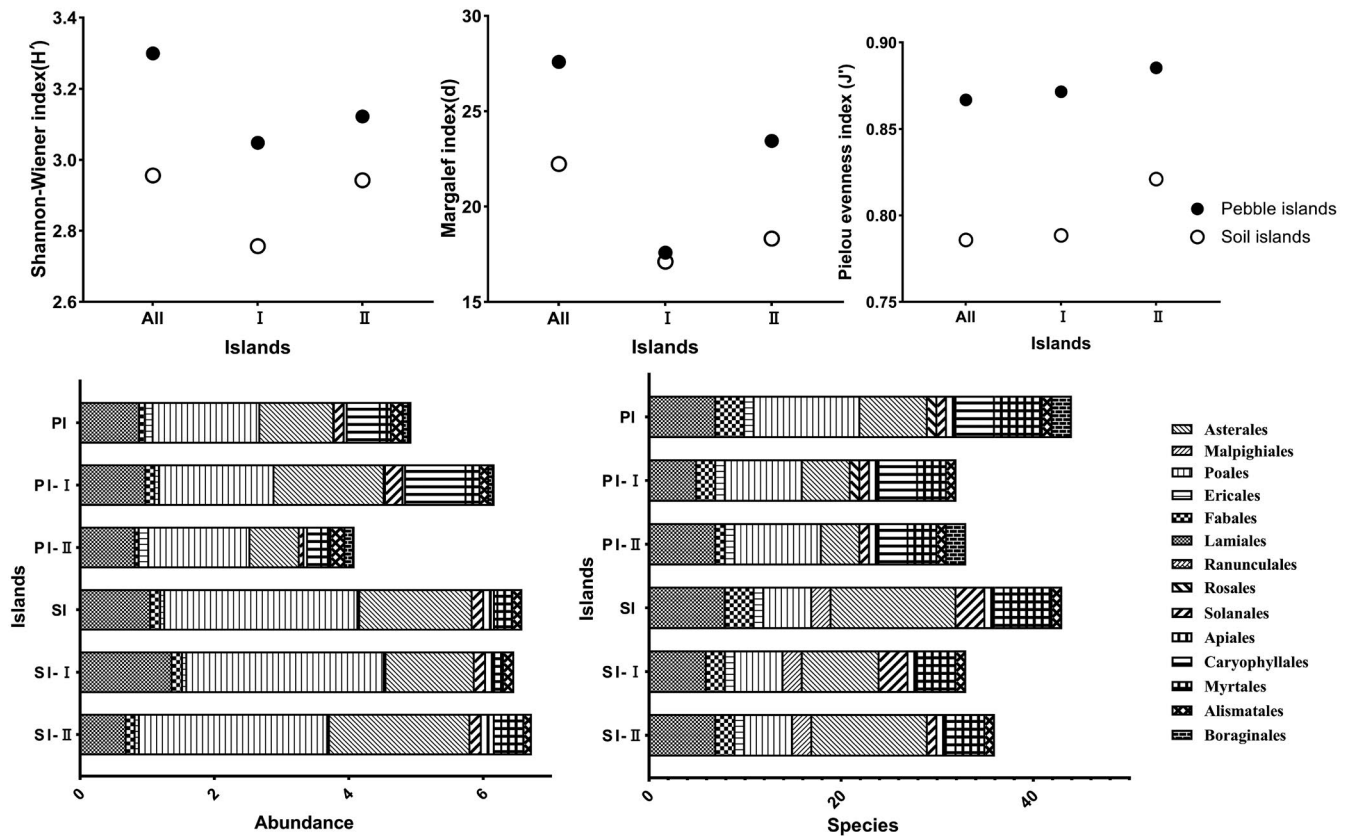 Shannon-Wiener index(H′)
3.4
3.2
3.0
2.8
2.6
All
I
II
Islands
Margalef index(d)
30
25
20
15
All
I
II
Islands
Pielou evenness index (J')
0.90
0.85
0.80
0.75
All
I
II
Islands
Pebble islands
Soil islands
Islands
PI
PI-I
PI-II
SI
SI-I
SI-II
0
2
4
6
Abundance
Islands
PI
PI-I
PI-II
SI
SI-I
SI-II
0
20
40
Species
Asterales
Malpighiales
Poales
Ericales
Fabales
Lamiales
Ranunculales
Rosales
Solanales
Apiales
Caryophyllales
Myrtales
Alismatales
Boraginales